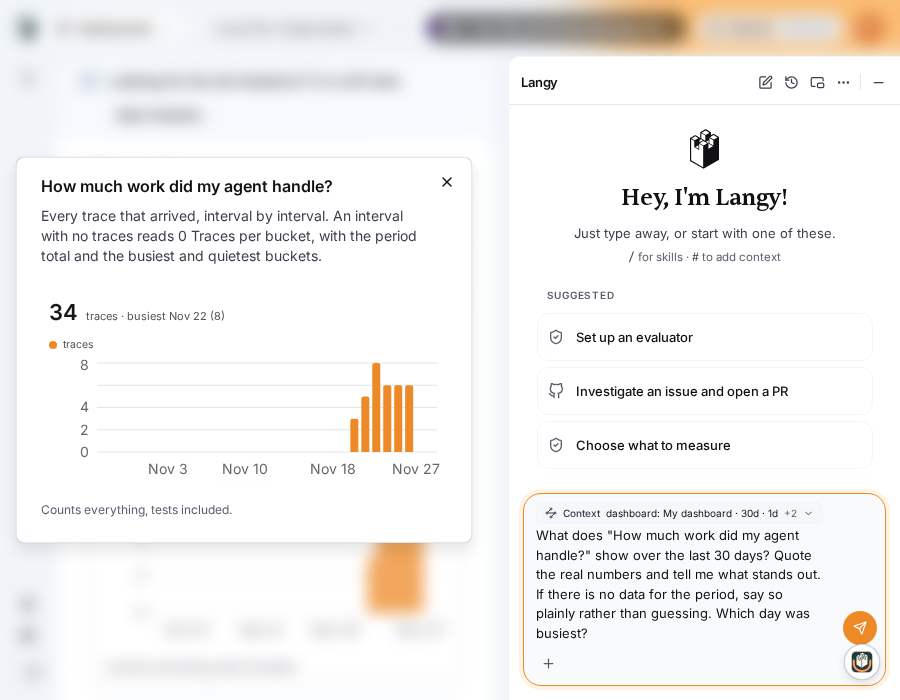 Langy
How much work did my agent handle?
Every trace that arrived, interval by interval. An interval
with no traces reads 0 Traces per bucket, with the period
total and the busiest and quietest buckets.
34 traces · busiest Nov 22 (8)
traces
8
4
2
0
Nov 3 Nov 10 Nov 18 Nov 27
Counts everything, tests included.
Hey, I'm Langy!
Just type away, or start with one of these.
/ for skills · # to add context
SUGGESTED
Set up an evaluator
Investigate an issue and open a PR
Choose what to measure
Context dashboard: My dashboard · 30d · 1d +2
What does "How much work did my agent
handle?" show over the last 30 days? Quote
the real numbers and tell me what stands out.
If there is no data for the period, say so
plainly rather than guessing. Which day was
busiest?